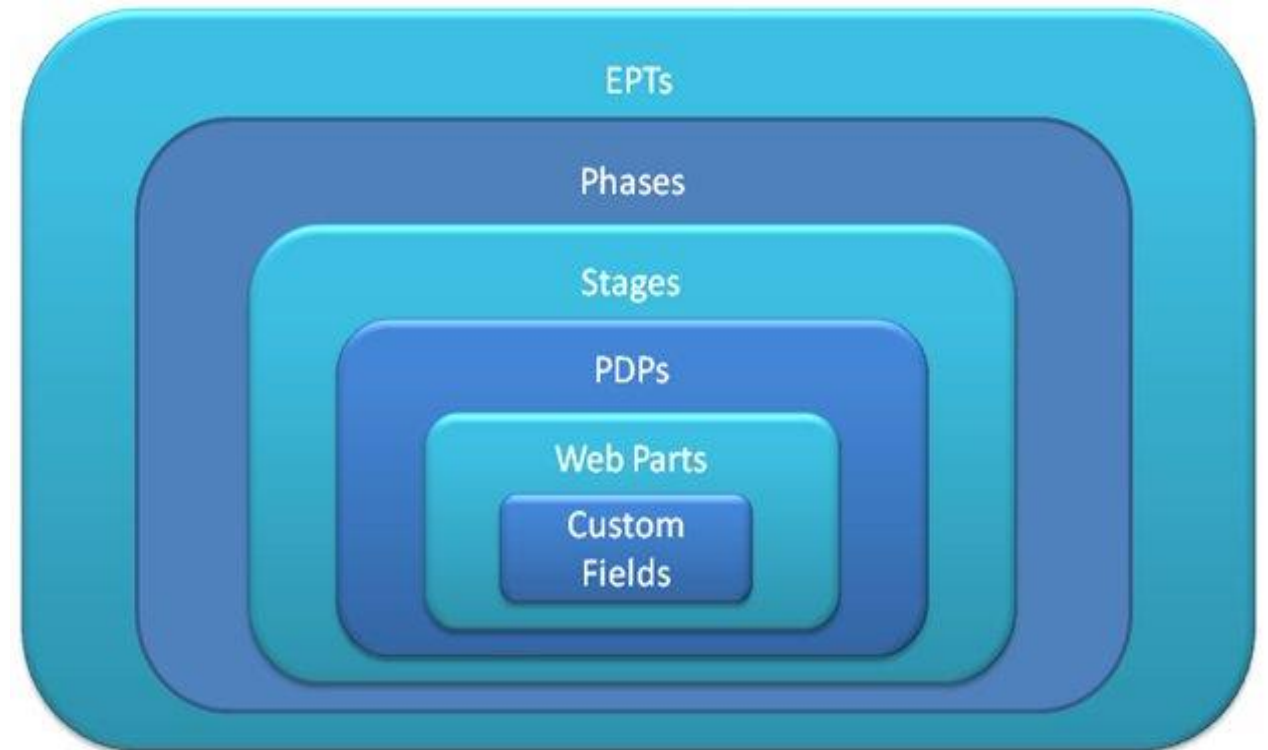 EPTs
Phases
Stages
PDPs
Web Parts
Custom
Fields